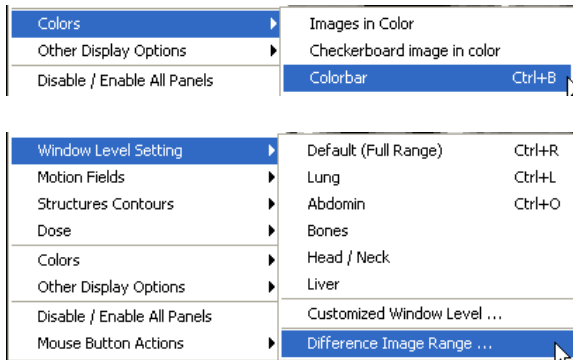 Colors
Other Display Options
Disable / Enable All Panels
Images in Color
Checkerboard image in color
Colorbar Ctrl+B
Window Level Setting
Motion Fields
Structures Contours
Dose
Colors
Other Display Options
Disable / Enable All Panels
Mouse Button Actions
Default (Full Range) Ctrl+R
Lung Ctrl+L
Abdomin Ctrl+O
Bones
Head / Neck
Liver
Customized Window Level ...
Difference Image Range ...